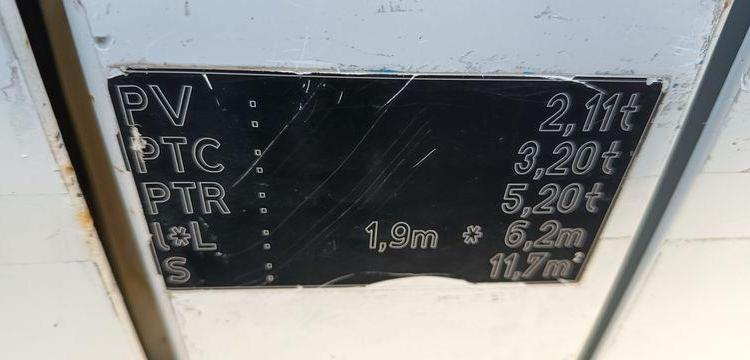 PV : 2,11t
PTC : 3,20t
PTR : 5,20t
l*L : 1,9m * 6,2m
S : 11,7m²